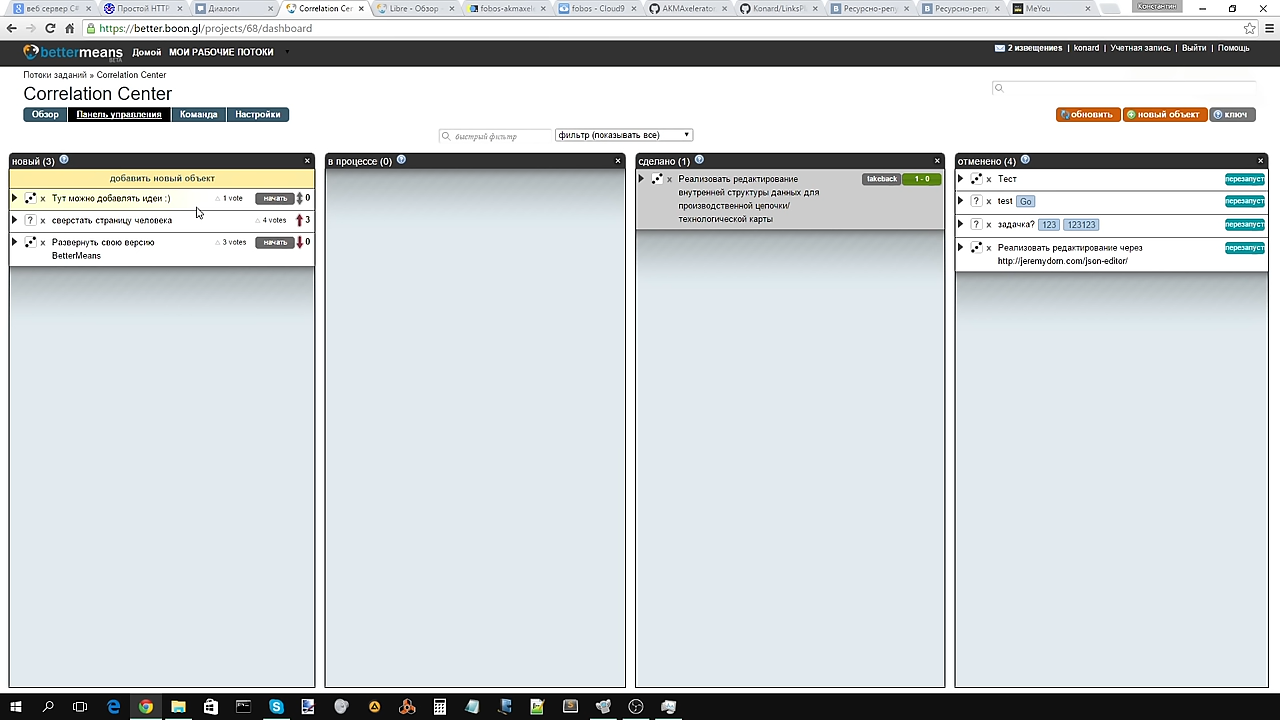 веб сервер C#
Простой HTTP
Диалоги
Correlation Cer
Libre - Обзор
fobos-akmaxele
fobos - Cloud9
AKMAxelerator
Konard/LinksPl
Ресурсно-реп
Ресурсно-реп
MeYou
Константин
https://better.boon.gl/projects/68/dashboard
bettermeans
BETA
Домой
МОИ РАБОЧИЕ ПОТОКИ
2 извещения | konard | Учетная запись | Выйти | Помощь
Потоки заданий » Correlation Center
Correlation Center
Обзор
Панель управления
Команда
Настройки
обновить
новый объект
ключ
быстрый фильтр
фильтр (показывать все)
новый (3)
добавить новый объект
Тут можно добавлять идеи :)
1 vote
начать
0
сверстать страницу человека
4 votes
3
Развернуть свою версию
BetterMeans
3 votes
начать
0
в процессе (0)
сделано (1)
Реализовать редактирование
внутренней структуры данных для
производственной цепочки/
технологической карты
takeback
1 - 0
отменено (4)
Тест
перезапуст
test Go
перезапуст
задачка? 123 123123
перезапуст
Реализовать редактирование через
http://jeremydorn.com/json-editor/
перезапуст